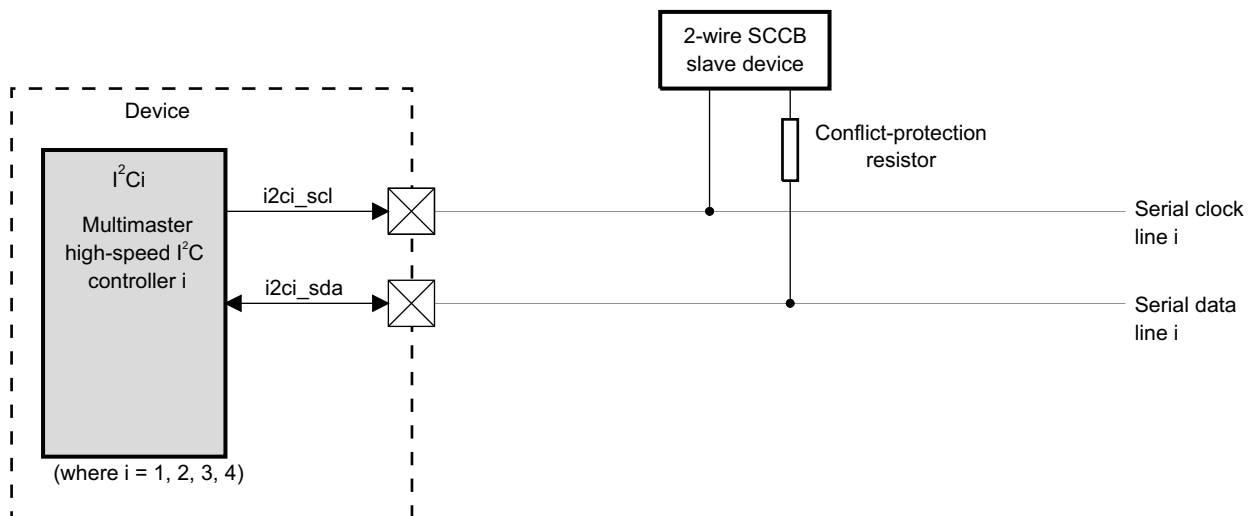 2-wire SCCB
slave device
Device
Conflict-protection
resistor
I²Ci
i2ci_scl
Multimaster
high-speed I²C
controller i
Serial clock
line i
i2ci_sda
Serial data
line i
(where i = 1, 2, 3, 4)